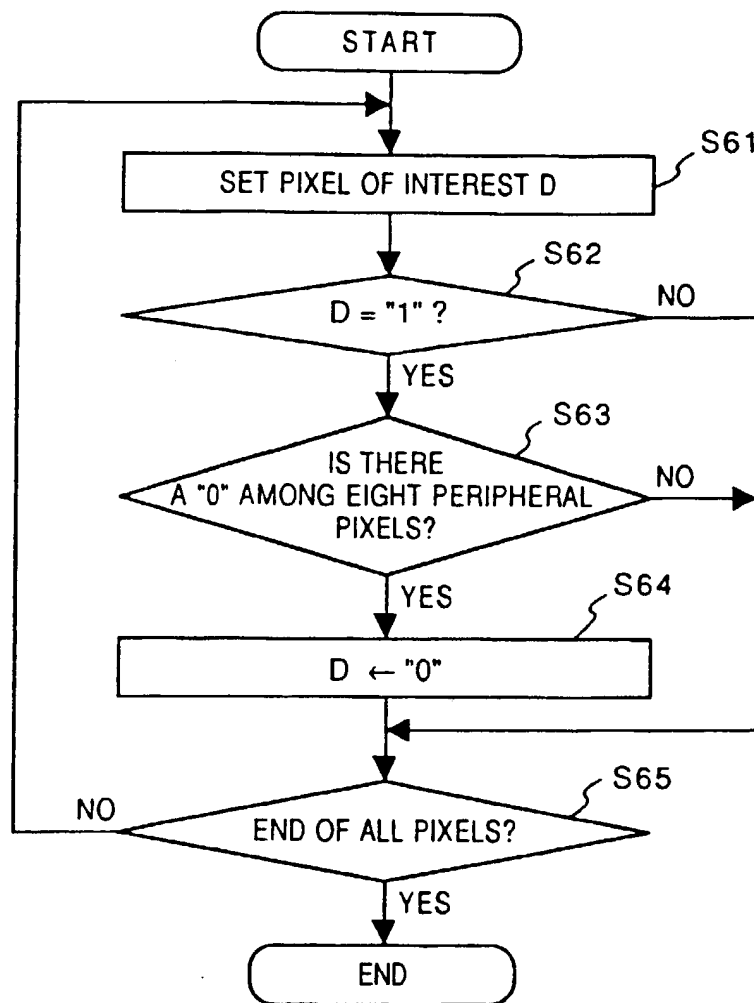 START
S61
SET PIXEL OF INTEREST D
S62
D = "1" ?
NO
YES
S63
IS THERE
A "0" AMONG EIGHT PERIPHERAL
PIXELS?
NO
YES
S64
D ← "0"
S65
NO
END OF ALL PIXELS?
YES
END